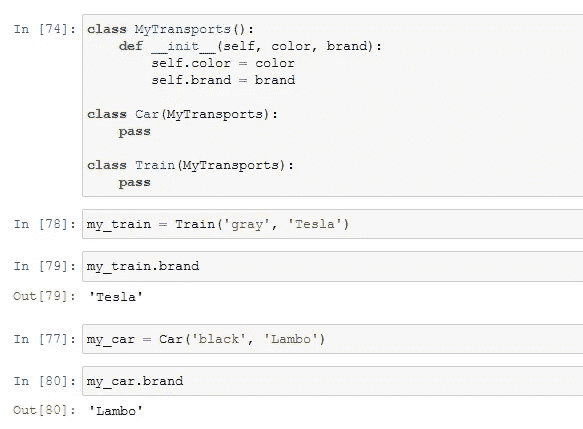 In [74]: class MyTransports():
    def __init__(self, color, brand):
        self.color = color
        self.brand = brand

class Car(MyTransports):
    pass

class Train(MyTransports):
    pass
In [78]: my_train = Train('gray', 'Tesla')
In [79]: my_train.brand
Out[79]: 'Tesla'
In [77]: my_car = Car('black', 'Lambo')
In [80]: my_car.brand
Out[80]: 'Lambo'